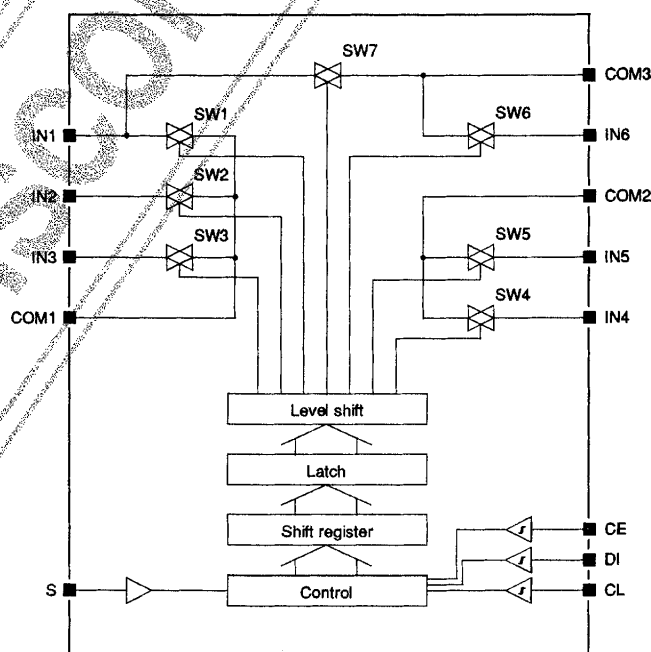 SW7
COM3
SW1
SW6
IN1
IN6
SW2
IN2
COM2
SW3
SW5
IN3
IN5
SW4
COM1
IN4
Level shift
Latch
Shift register
CE
DI
S
Control
CL